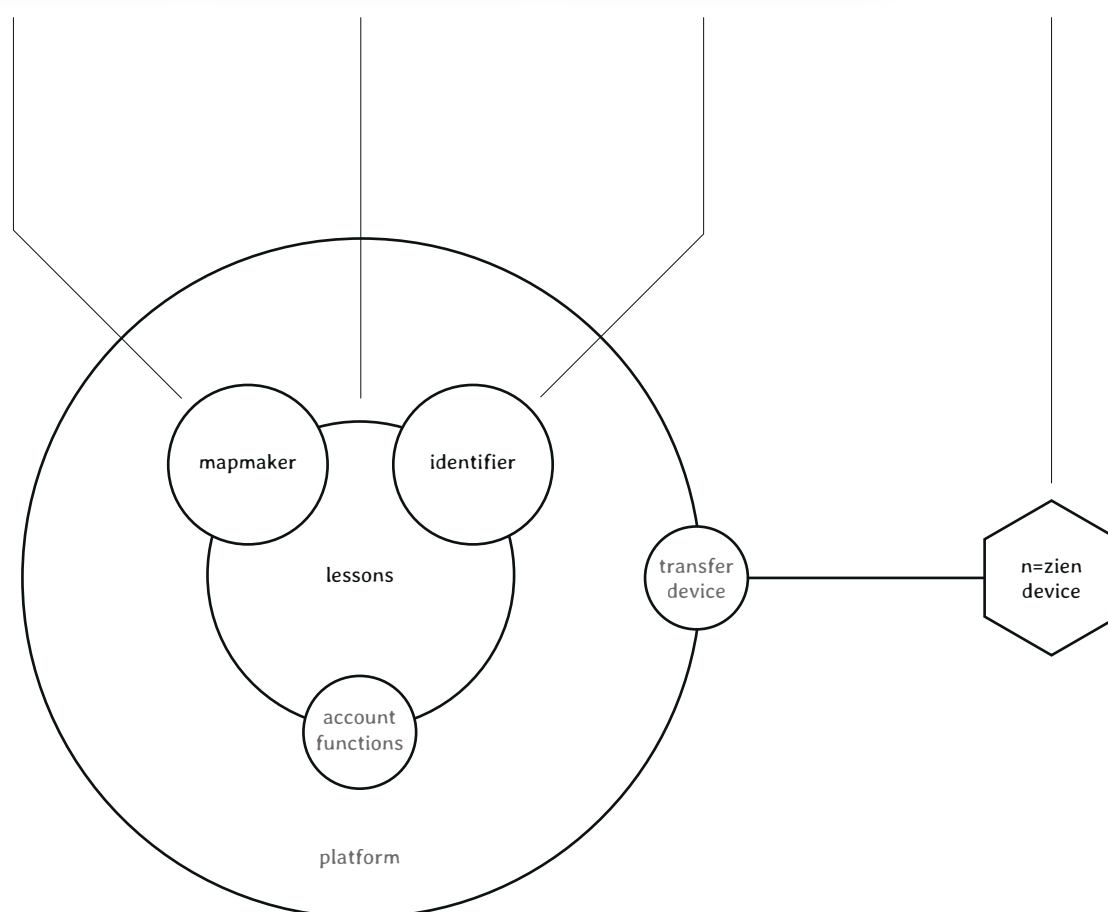 mapmaker
identifier
lessons
transfer
device
n=zien
device
account
functions
platform